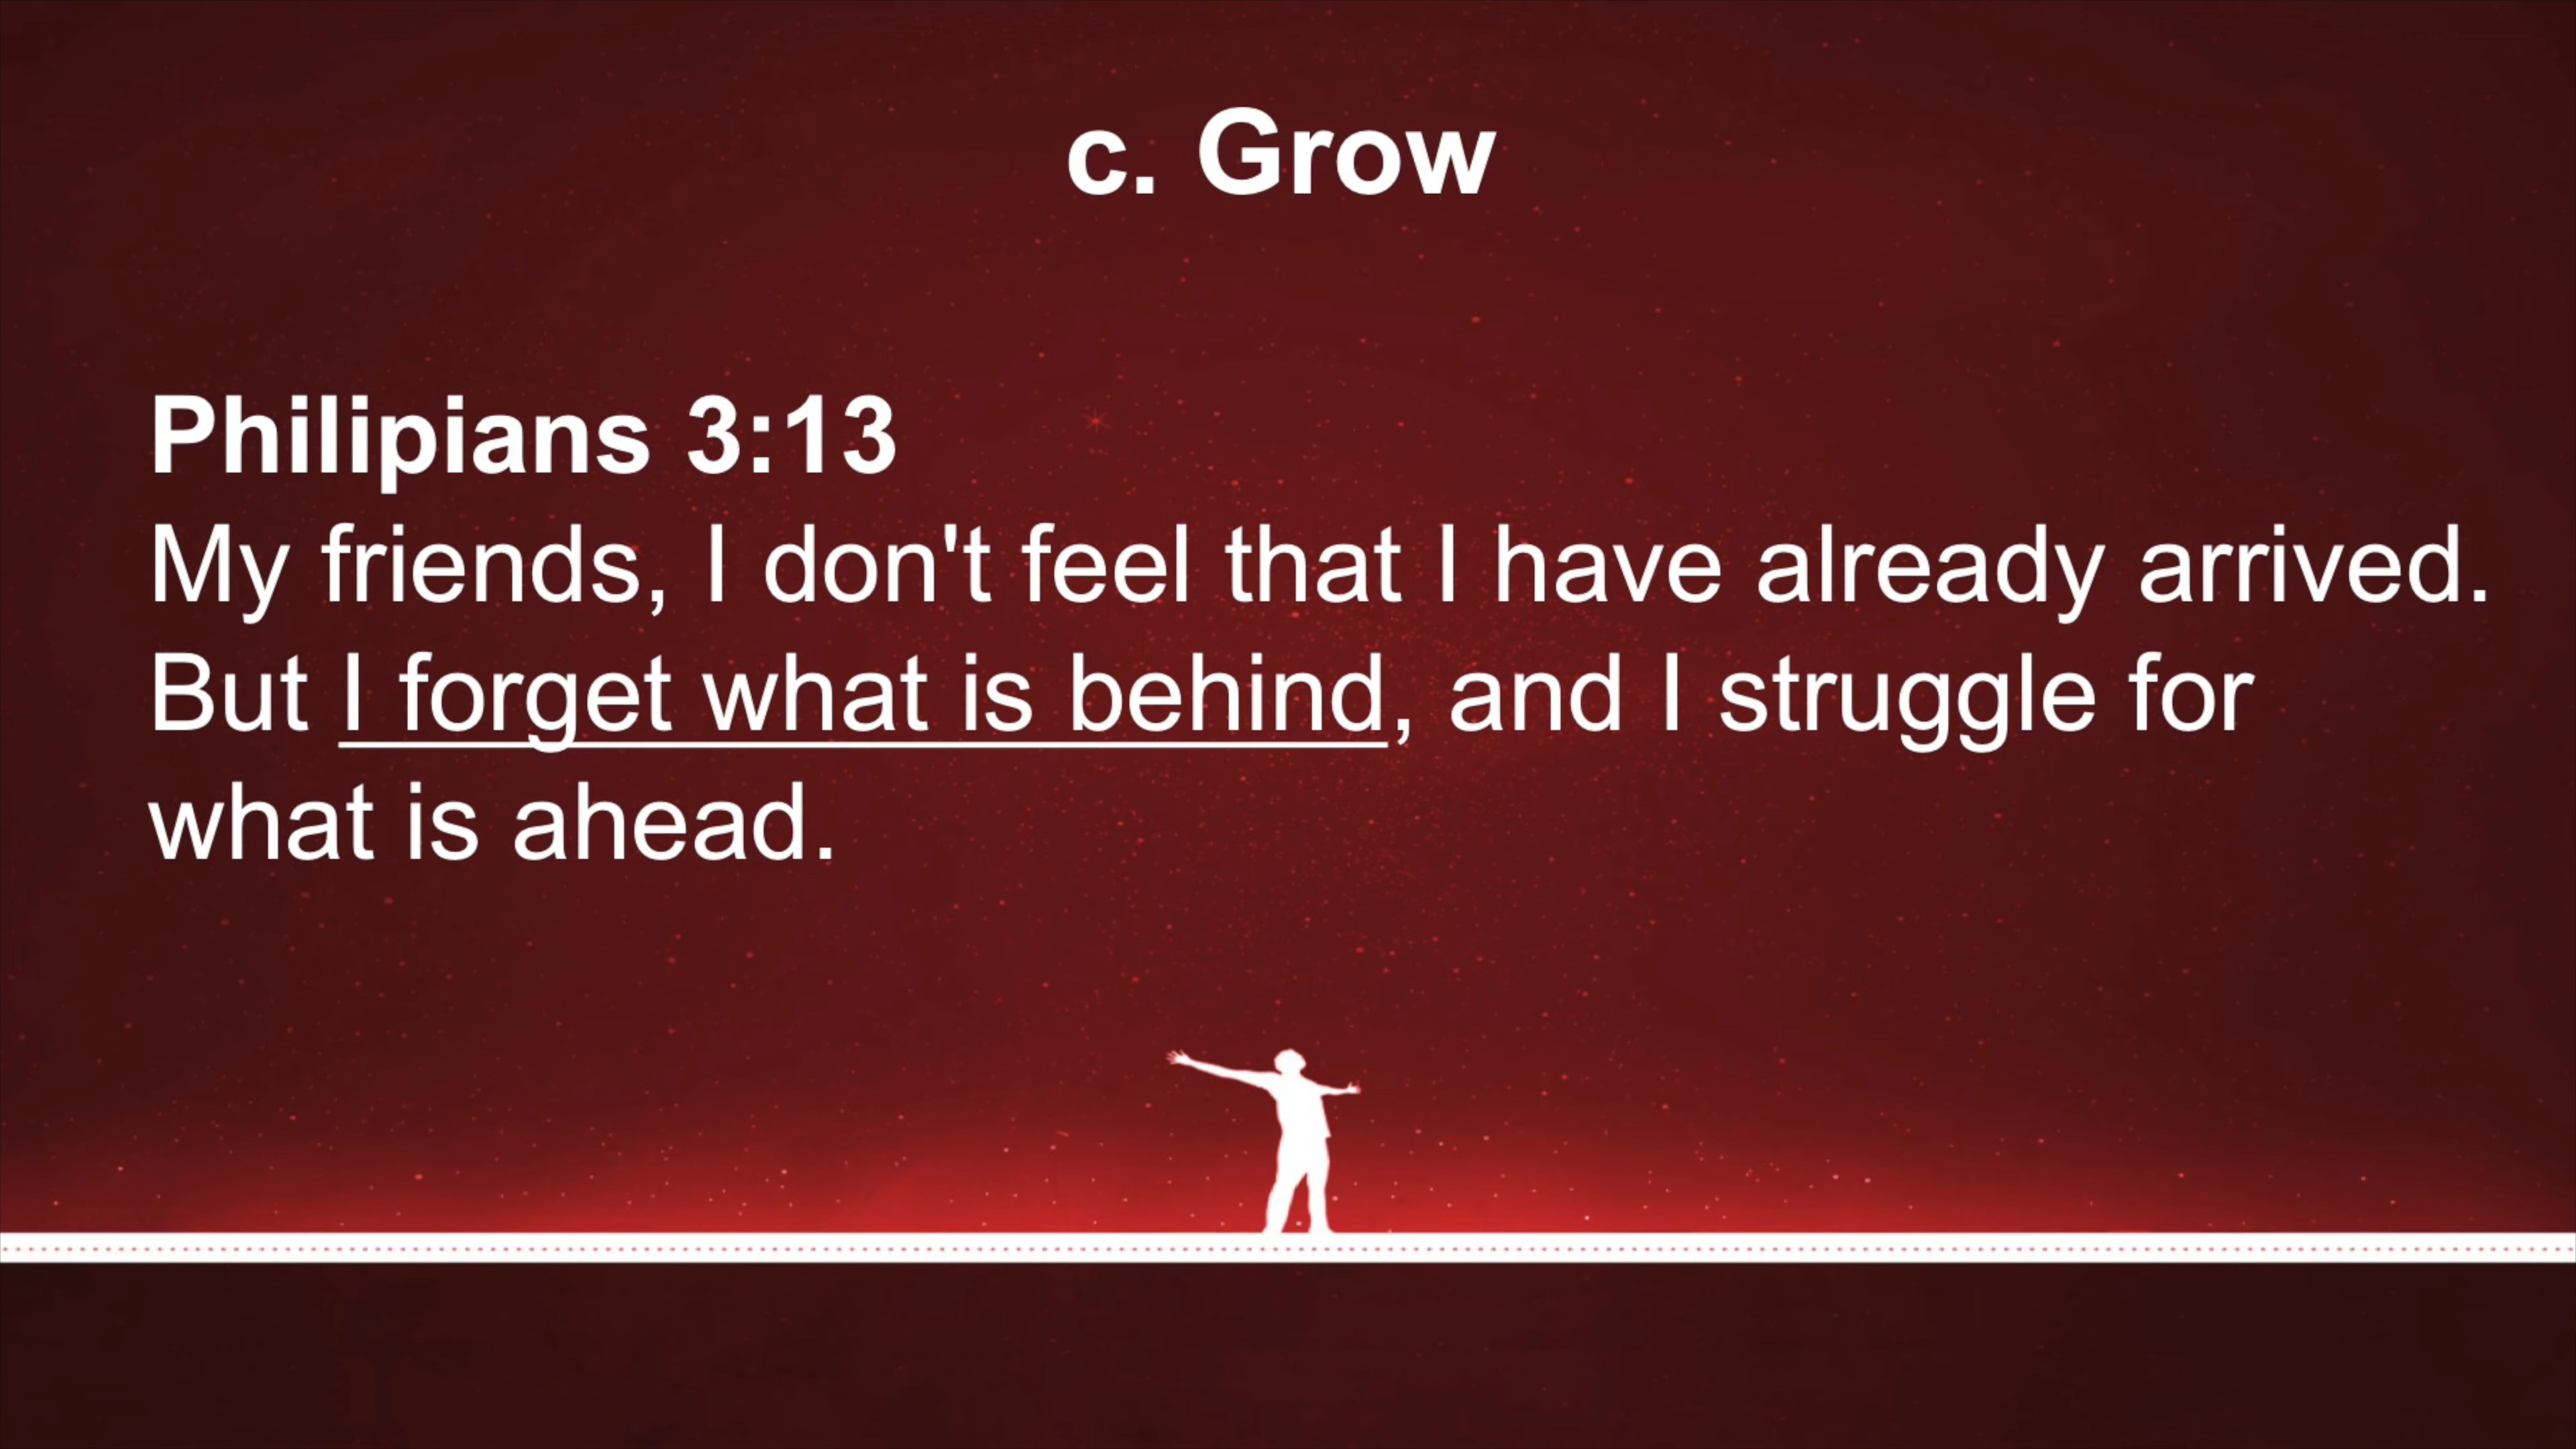 c. Grow
Philipians 3:13
My friends, I don't feel that I have already arrived.
But I forget what is behind, and I struggle for
what is ahead.